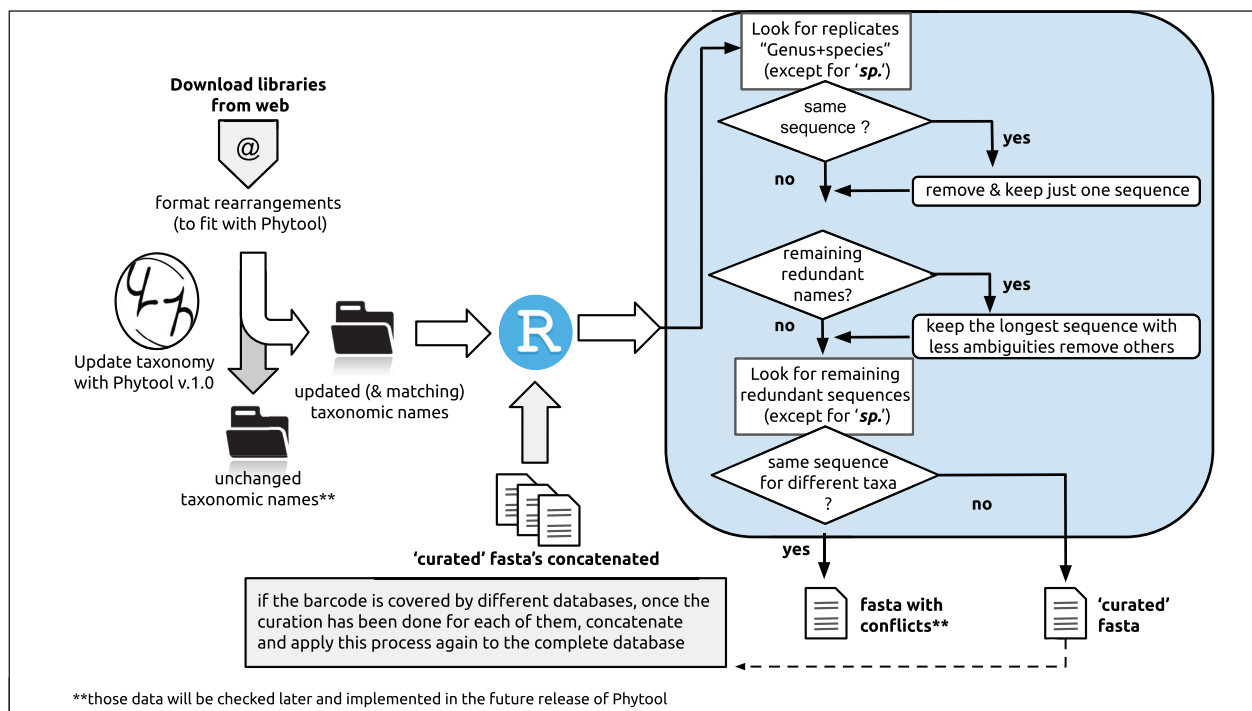 Download libraries
from web
@
format rearrangements
(to fit with Phytool)
Update taxonomy
with Phytool v.1.0
updated (& matching)
taxonomic names
unchanged
taxonomic names**
R
'curated' fasta's concatenated
if the barcode is covered by different databases, once the
curation has been done for each of them, concatenate
and apply this process again to the complete database
Look for replicates
“Genus+species”
(except for ‘sp.’)
same
sequence ?
yes
no
remove & keep just one sequence
remaining
redundant
names?
yes
no
keep the longest sequence with
less ambiguities remove others
Look for remaining
redundant sequences
(except for ‘sp.’)
same sequence
for different taxa
?
no
yes
fasta with
conflicts**
‘curated’
fasta
**those data will be checked later and implemented in the future release of Phytool